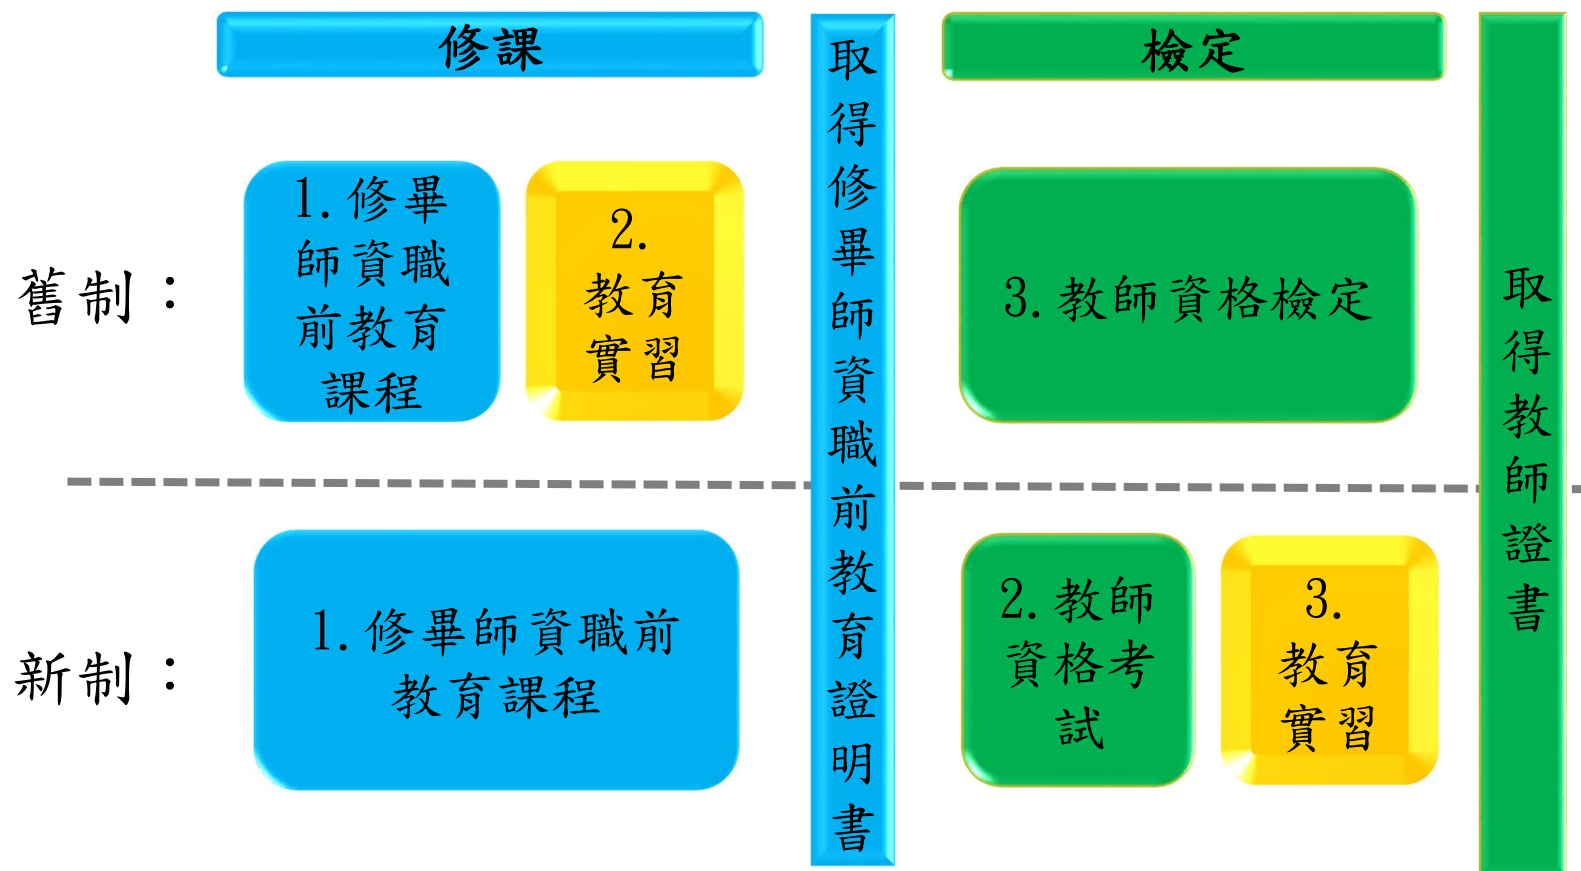 修課
取得修畢師資職前教育證明書
檢定
取得教師證書
舊制：
1.修畢
師資職
前教育
課程
2.
教育
實習
3.教師資格檢定
新制：
1.修畢師資職前
教育課程
2.教師
資格考
試
3.
教育
實習